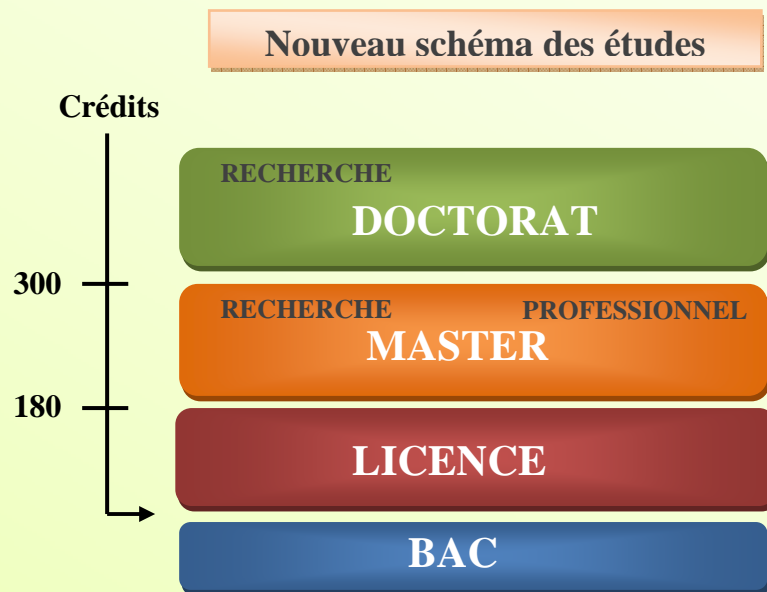 Nouveau schéma des études
Crédits
RECHERCHE
DOCTORAT
300
RECHERCHE PROFESSIONNEL
MASTER
180
LICENCE
BAC